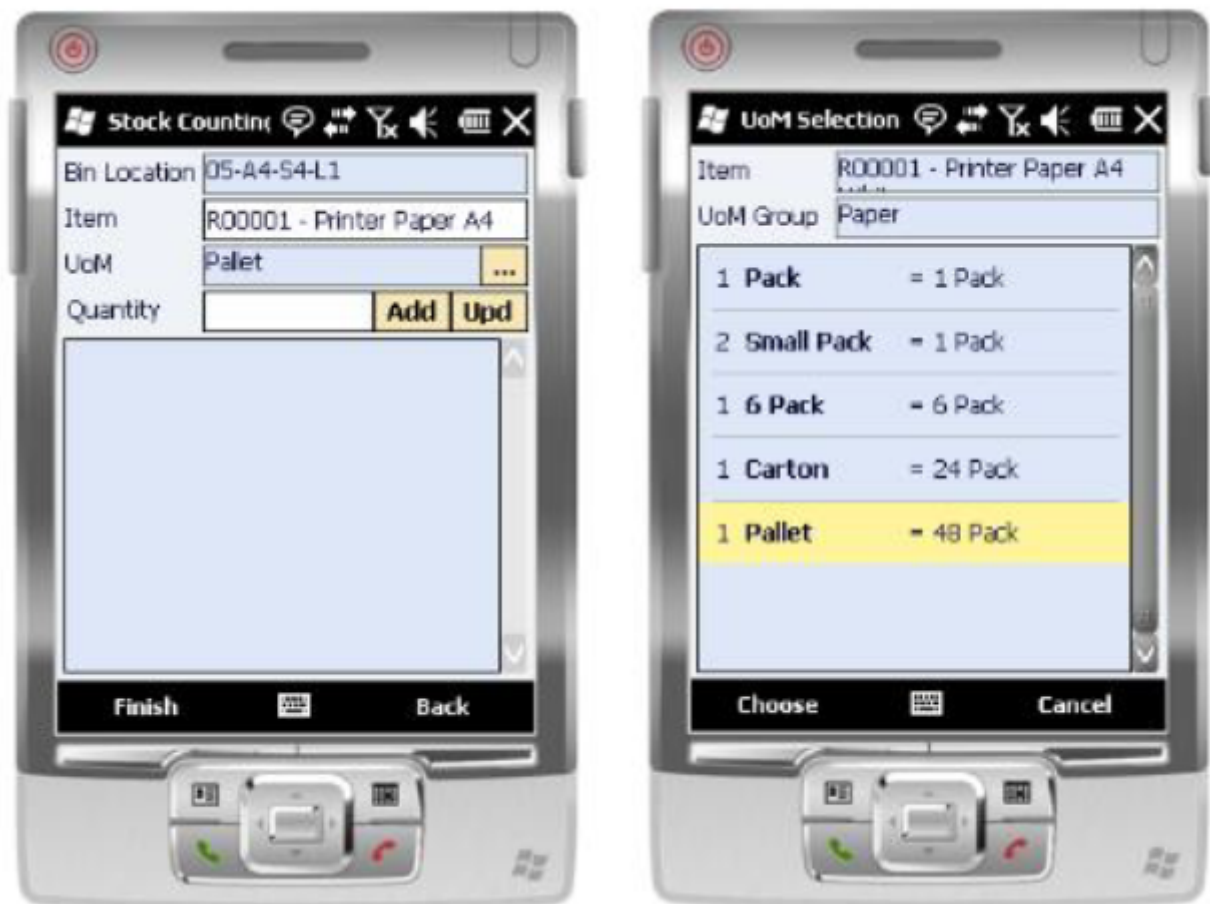 Stock Counting
Bin Location 05-A4-S4-L1
Item R00001 - Printer Paper A4
UoM Pallet ...
Quantity Add Upd
Finish Back
UoM Selection
Item R00001 - Printer Paper A4
UoM Group Paper
1 Pack = 1 Pack
2 Small Pack = 1 Pack
1 6 Pack = 6 Pack
1 Carton = 24 Pack
1 Pallet = 48 Pack
Choose Cancel